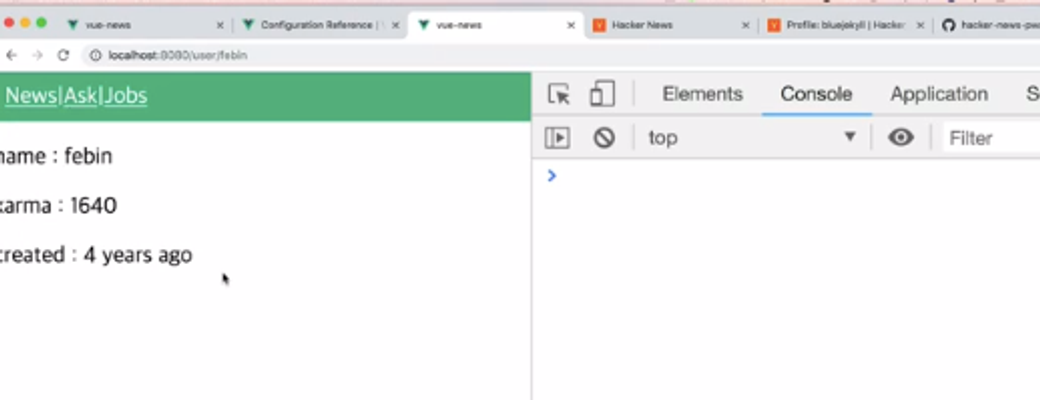 vue-news
Configuration Reference |
vue-news
Hacker News
Profile: bluejekyll | Hacker
hacker-news-pw
localhost:8080/user/febin
News|Ask|Jobs
Elements Console Application S
top
Filter
name : febin
karma : 1640
created : 4 years ago